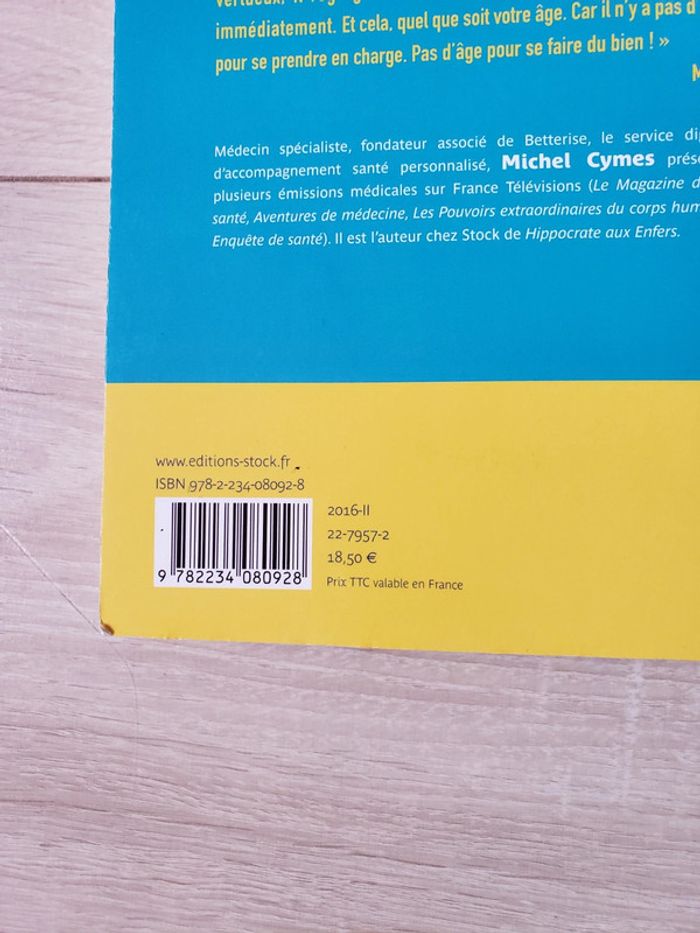 immédiatement. Et cela, quel que soit votre âge. Car il n'y a pas d'
pour se prendre en charge. Pas d'âge pour se faire du bien ! »
Médecin spécialiste, fondateur associé de Betterise, le service
d'accompagnement santé personnalisé, Michel Cymes
plusieurs émissions médicales sur France Télévisions (Le Magazine
santé, Aventures de médecine, Les Pouvoirs extraordinaires du corps
Enquête de santé). Il est l'auteur chez Stock de Hippocrate aux Enfers.
www.editions-stock.fr
ISBN 978-2-234-08092-8
2016-II
22-7957-2
18,50 €
Prix TTC valable en France
9 782234 080928